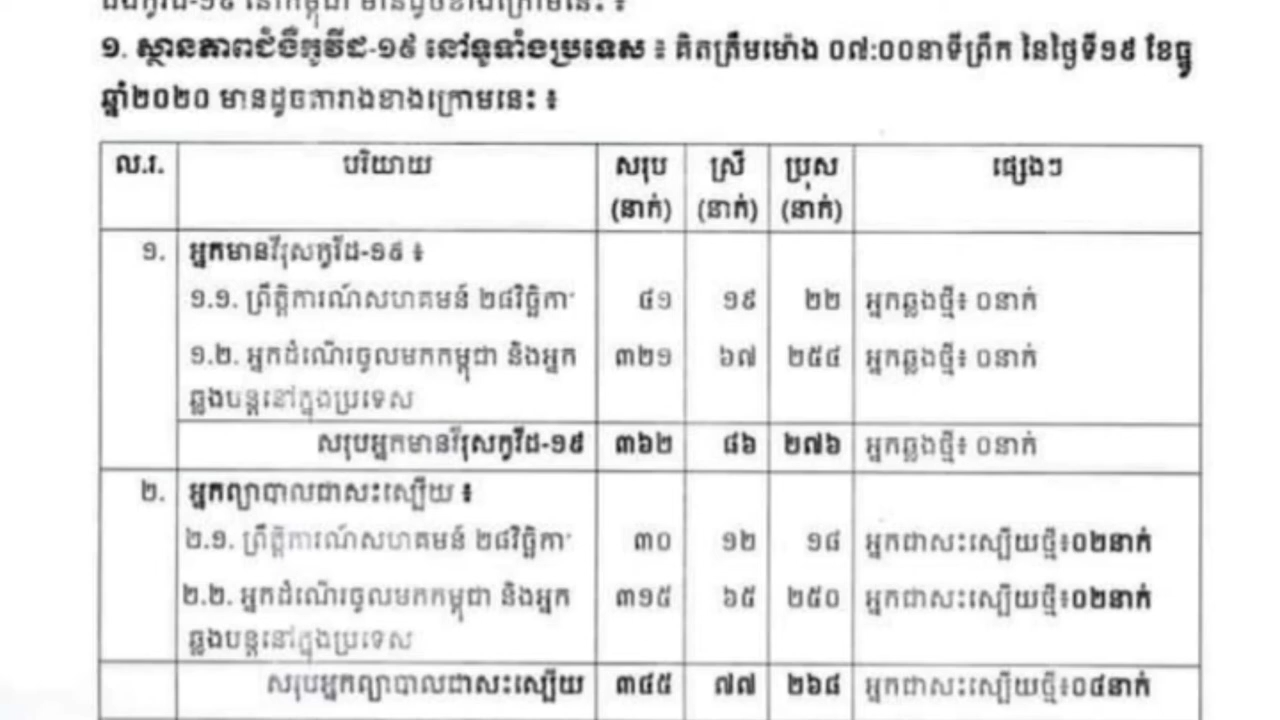 ១. ស្ថានភាពជំងឺកូវីដ-១៩ នៅទូទាំងប្រទេស ៖ គិតត្រឹមម៉ោង ០៧:០០នាទីព្រឹក នៃថ្ងៃទី១៩ ខែធ្នូ
ឆ្នាំ២០២០ មានដូចតារាងខាងក្រោមនេះ ៖
ល.រ. បរិយាយ សរុប ស្រី ប្រុស ផ្សេងៗ
(នាក់) (នាក់) (នាក់)
១. អ្នកមានវីរុសកូវីដ-១៩ ៖
១.១. ព្រឹត្តិការណ៍សហគមន៍ ២៨វិច្ឆិកា ៤១ ១៩ ២២ អ្នកឆ្លងថ្មី៖ ០នាក់
១.២. អ្នកដំណើរចូលមកកម្ពុជា និងអ្នក ៣២១ ៦៧ ២៥៤ អ្នកឆ្លងថ្មី៖ ០នាក់
ឆ្លងបន្តនៅក្នុងប្រទេស
សរុបអ្នកមានវីរុសកូវីដ-១៩ ៣៦២ ៨៦ ២៧៦ អ្នកឆ្លងថ្មី៖ ០នាក់
២. អ្នកព្យាបាលជាសះស្បើយ ៖
២.១. ព្រឹត្តិការណ៍សហគមន៍ ២៨វិច្ឆិកា ៣០ ១២ ១៨ អ្នកជាសះស្បើយថ្មី៖០២នាក់
២.២. អ្នកដំណើរចូលមកកម្ពុជា និងអ្នក ៣១៥ ៦៥ ២៥០ អ្នកជាសះស្បើយថ្មី៖០២នាក់
ឆ្លងបន្តនៅក្នុងប្រទេស
សរុបអ្នកព្យាបាលជាសះស្បើយ ៣៤៥ ៧៧ ២៦៨ អ្នកជាសះស្បើយថ្មី៖០៤នាក់